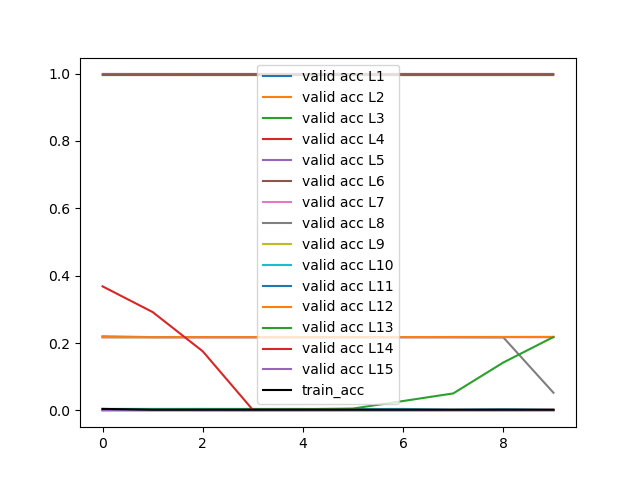 1.0
0.8
0.6
0.4
0.2
0.0
0 2 4 6 8
valid acc L1
valid acc L2
valid acc L3
valid acc L4
valid acc L5
valid acc L6
valid acc L7
valid acc L8
valid acc L9
valid acc L10
valid acc L11
valid acc L12
valid acc L13
valid acc L14
valid acc L15
train_acc